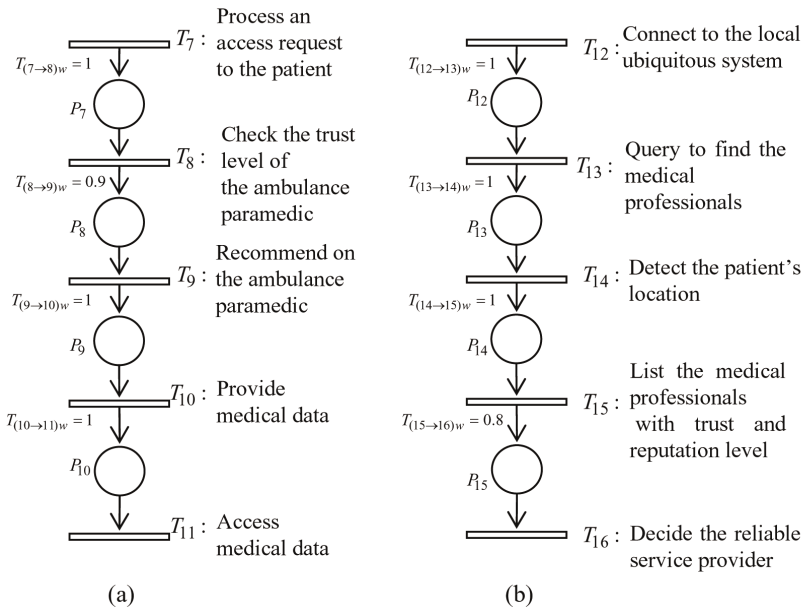 T7 : Process an
access request
to the patient
T(7→8)w = 1
P7
T8 : Check the trust
level of
the ambulance
paramedic
T(8→9)w = 0.9
P8
T9 : Recommend on
the ambulance
paramedic
T(9→10)w = 1
P9
T10 : Provide
medical data
T(10→11)w = 1
P10
T11 : Access
medical data
(a)
T12 : Connect to the local
ubiquitous system
T(12→13)w = 1
P12
T13 : Query to find the
medical
professionals
T(13→14)w = 1
P13
T14 : Detect the patient's
location
T(14→15)w = 1
P14
T15 : List the medical
professionals
with trust and
reputation level
T(15→16)w = 0.8
P15
T16 : Decide the reliable
service provider
(b)